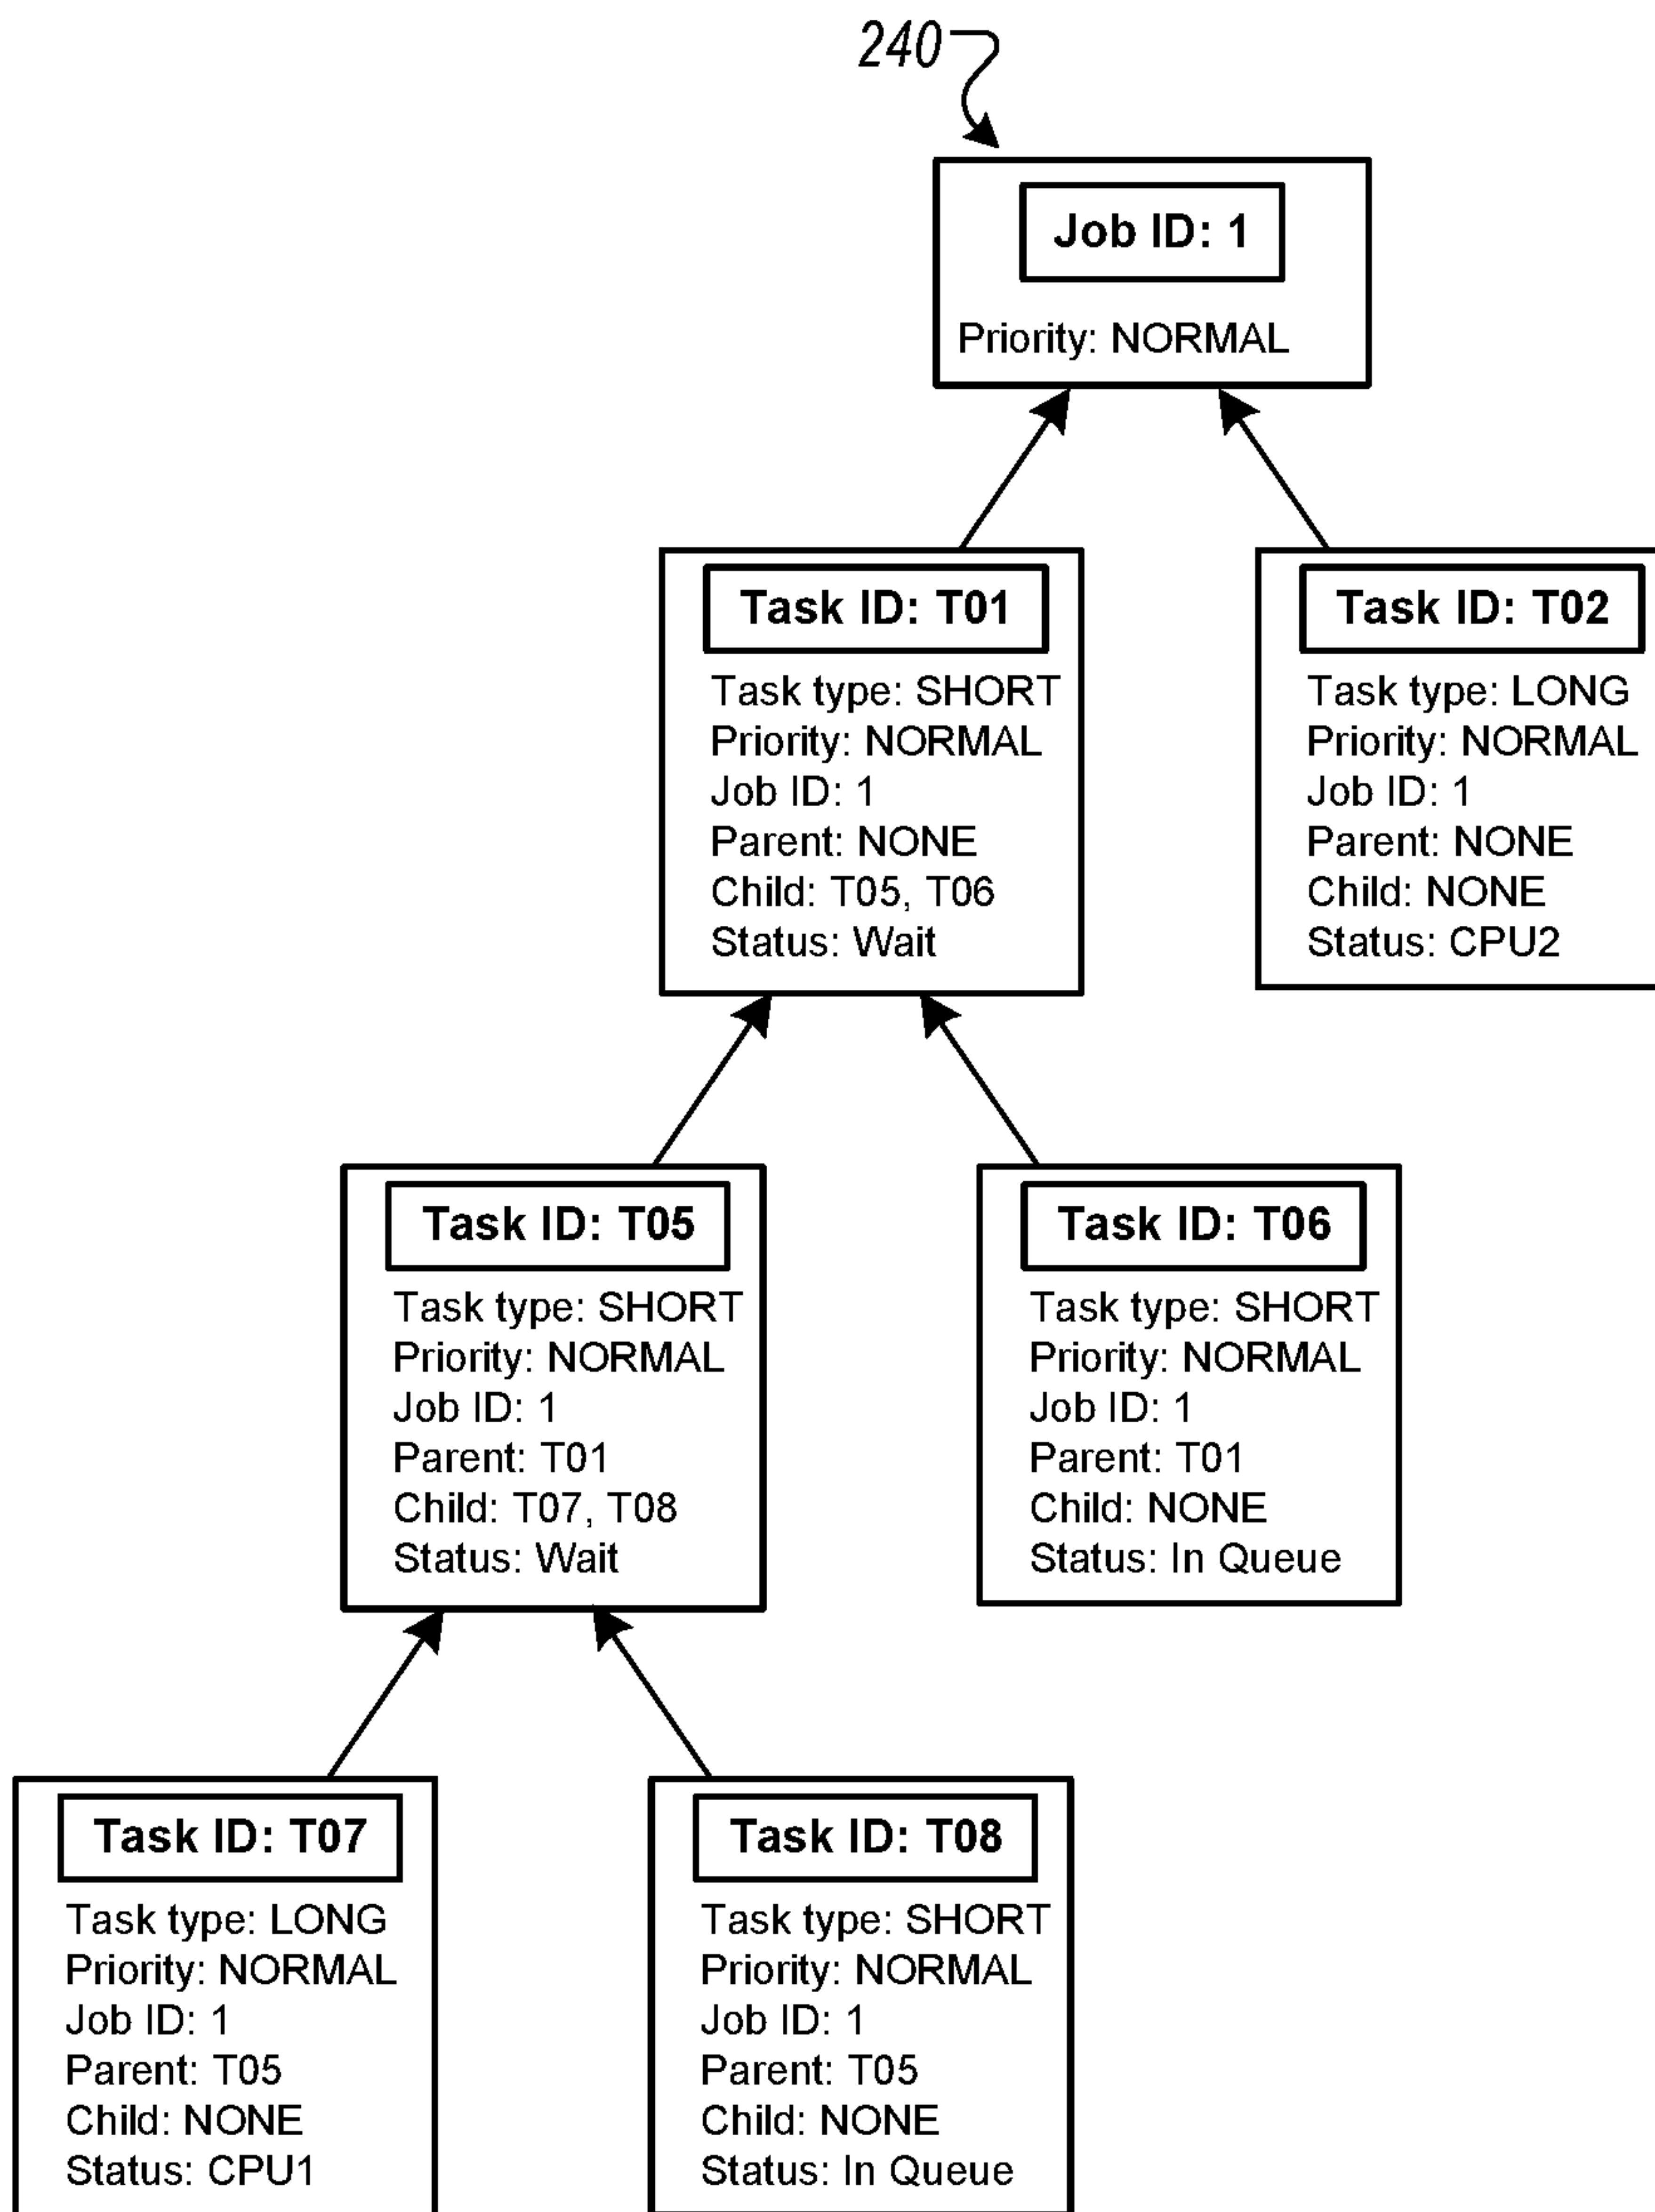 240
Job ID: 1
Priority: NORMAL
Task ID: T01
Task type: SHORT
Priority: NORMAL
Job ID: 1
Parent: NONE
Child: T05, T06
Status: Wait
Task ID: T02
Task type: LONG
Priority: NORMAL
Job ID: 1
Parent: NONE
Child: NONE
Status: CPU2
Task ID: T05
Task type: SHORT
Priority: NORMAL
Job ID: 1
Parent: T01
Child: T07, T08
Status: Wait
Task ID: T06
Task type: SHORT
Priority: NORMAL
Job ID: 1
Parent: T01
Child: NONE
Status: In Queue
Task ID: T07
Task type: LONG
Priority: NORMAL
Job ID: 1
Parent: T05
Child: NONE
Status: CPU1
Task ID: T08
Task type: SHORT
Priority: NORMAL
Job ID: 1
Parent: T05
Child: NONE
Status: In Queue